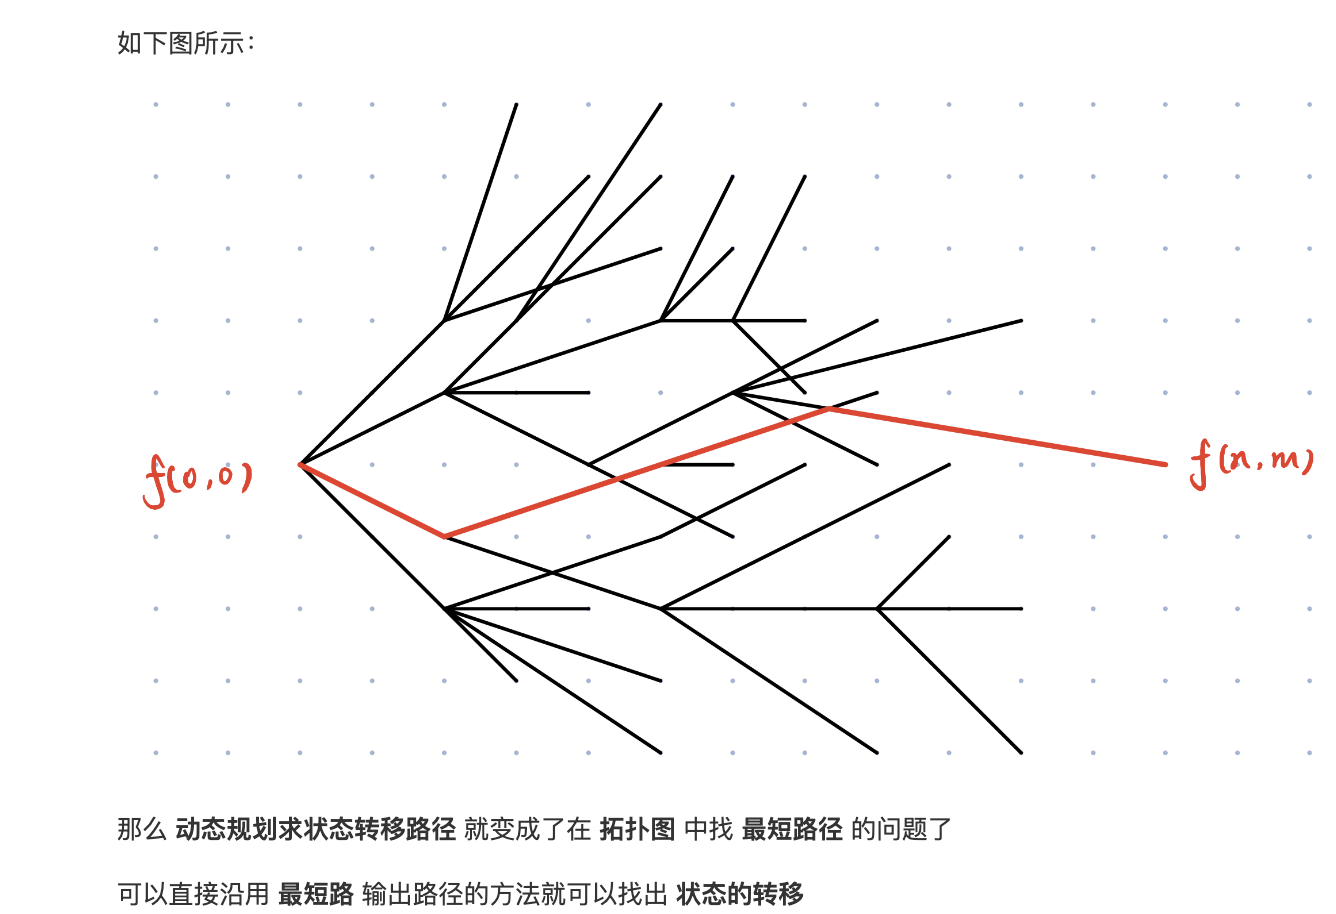 如下图所示：
f(0,0)
f(n,m)
那么 动态规划求状态转移路径 就变成了在 拓扑图 中找 最短路径 的问题了
可以直接沿用 最短路 输出路径的方法就可以找出 状态的转移